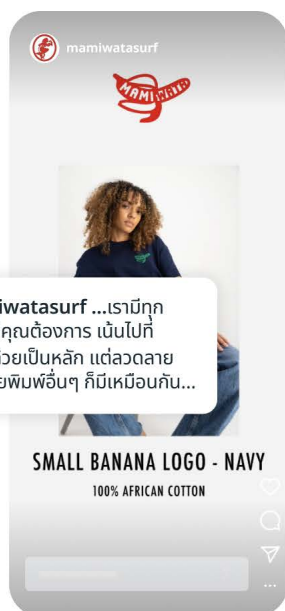 mamiwatasurf
MAMIWATA
iwatasurf ...เรามีทุก
คุณต้องการ เน้นไปที่
วยเป็นหลัก แต่ลวดลาย
พิมพ์อื่นๆ ก็มีเหมือนกัน...
SMALL BANANA LOGO - NAVY
100% AFRICAN COTTON